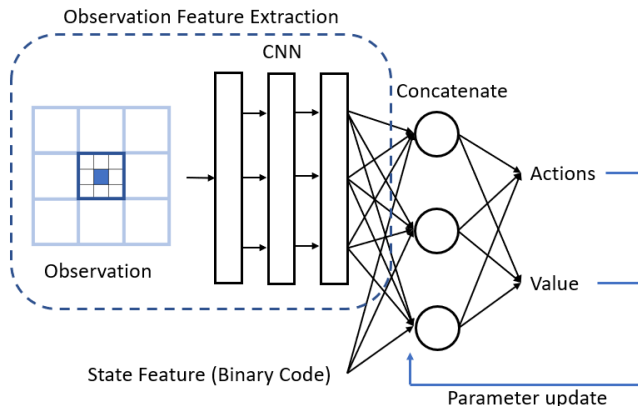 Observation Feature Extraction
CNN
Concatenate
Actions
Observation
Value
State Feature (Binary Code)
Parameter update